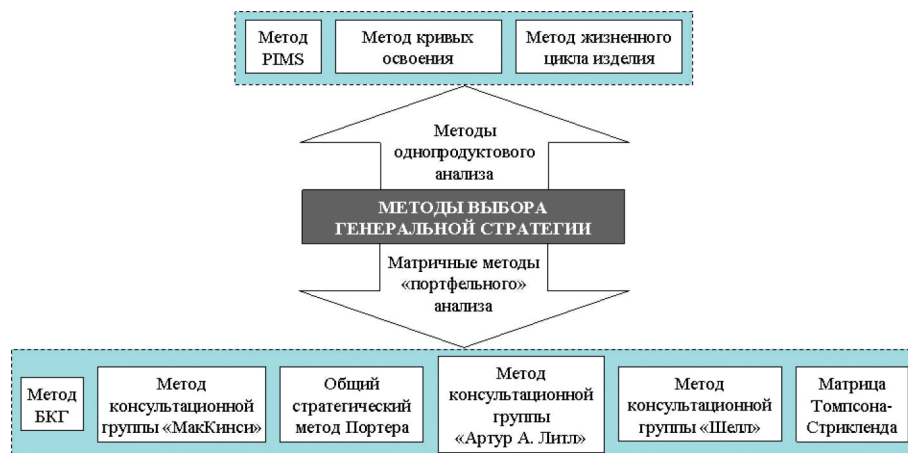 Метод
PIMS
Метод кривых
освоения
Метод жизненного
цикла изделия
Методы
однопродуктового
анализа
МЕТОДЫ ВЫБОРА
ГЕНЕРАЛЬНОЙ СТРАТЕГИИ
Матричные методы
«портфельного»
анализа
Метод
БКГ
Метод
консультационной
группы «МакКинси»
Общий
стратегический
метод Портера
Метод
консультационной
группы
«Артур А. Литл»
Метод
консультационной
группы «Шелл»
Матрица
Томпсона-
Стрикленда